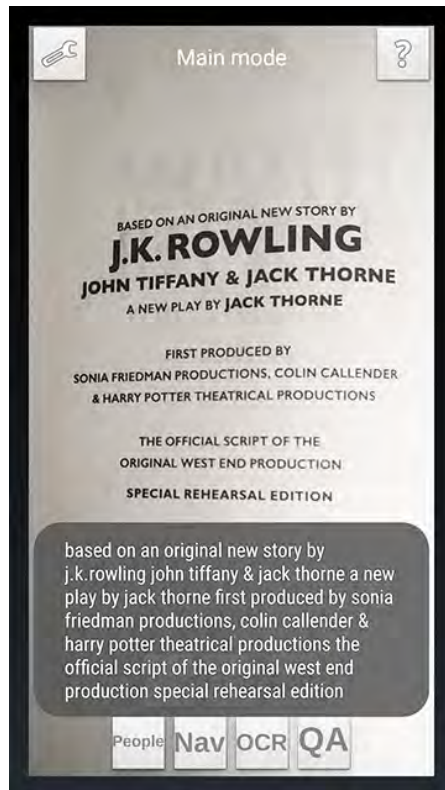 Main mode
?
BASED ON AN ORIGINAL NEW STORY BY
J.K. ROWLING
JOHN TIFFANY & JACK THORNE
A NEW PLAY BY JACK THORNE
FIRST PRODUCED BY
SONIA FRIEDMAN PRODUCTIONS, COLIN CALLENDER
& HARRY POTTER THEATRICAL PRODUCTIONS
THE OFFICIAL SCRIPT OF THE
ORIGINAL WEST END PRODUCTION
SPECIAL REHEARSAL EDITION
based on an original new story by
j.k.rowling john tiffany & jack thorne a new
play by jack thorne first produced by sonia
friedman productions, colin callender &
harry potter theatrical productions the
official script of the original west end
production special rehearsal edition
People Nav OCR QA